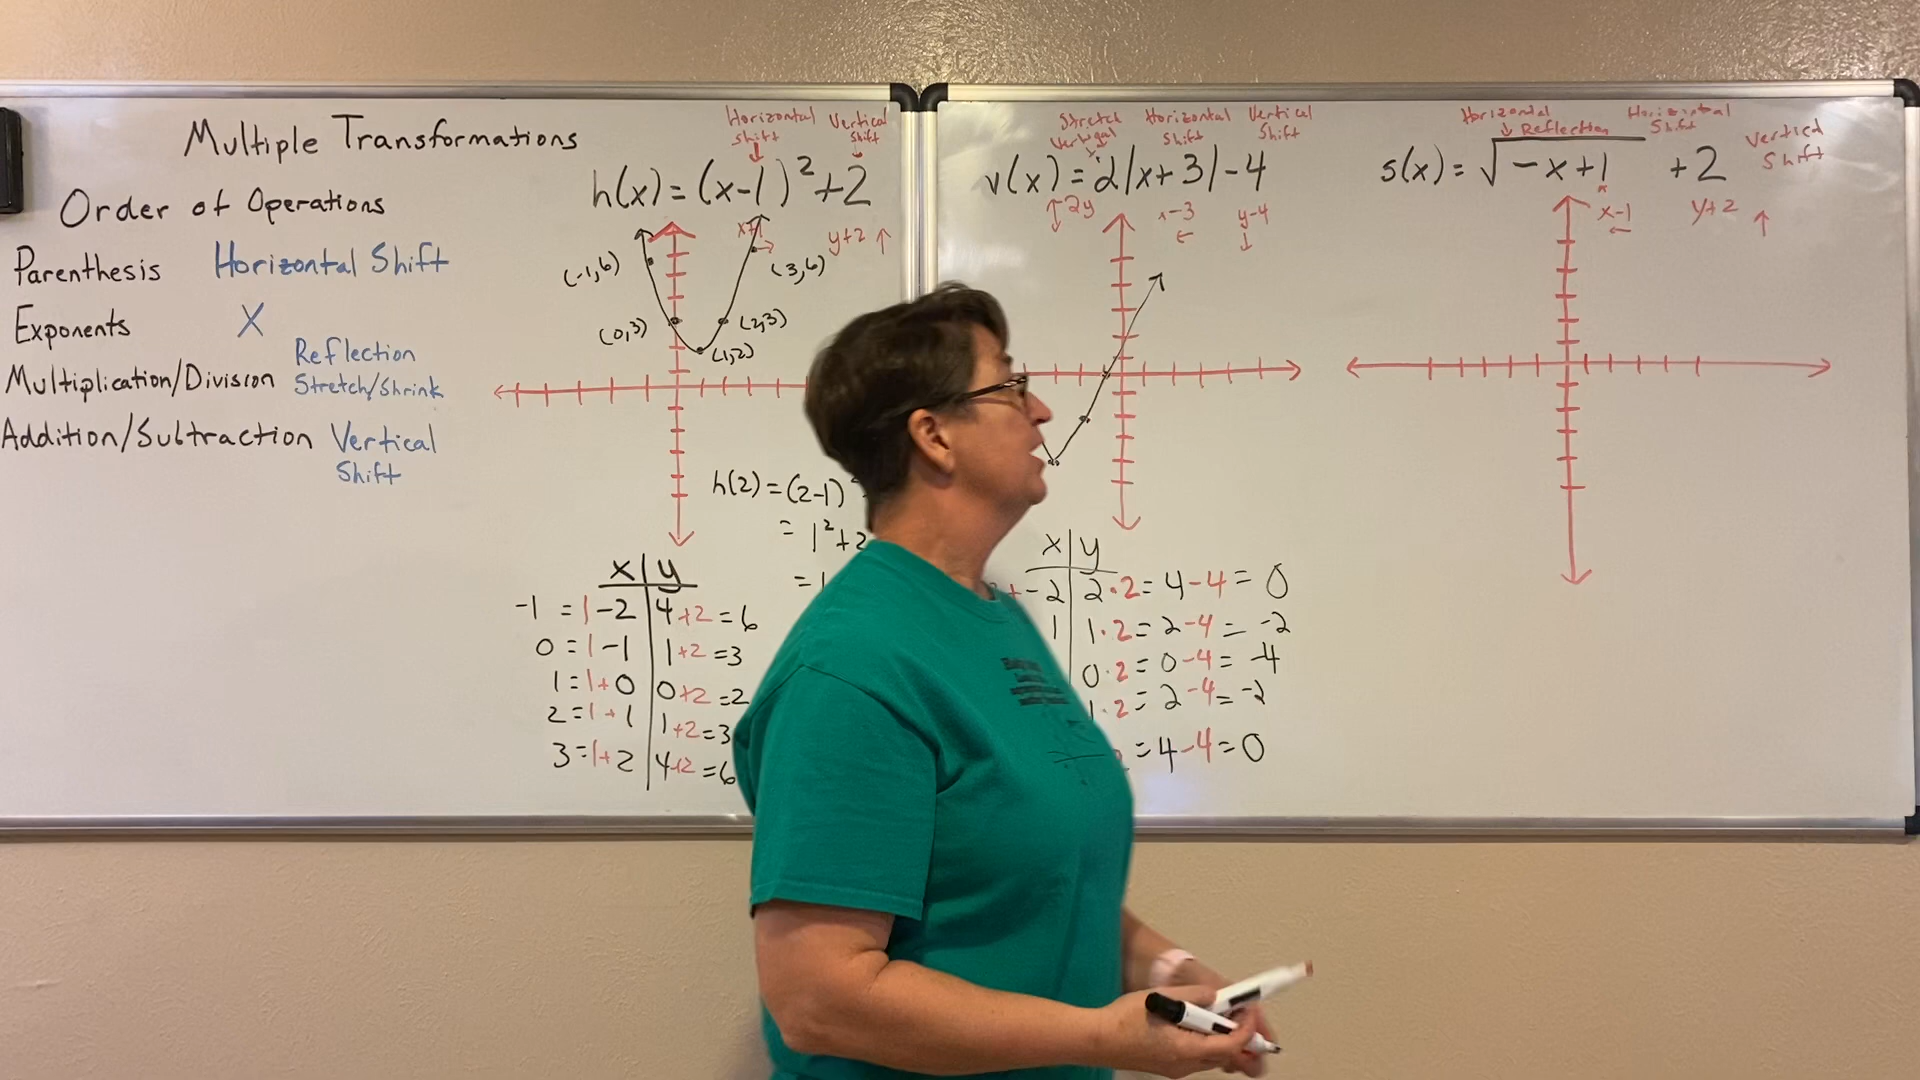 Multiple Transformations
Order of Operations
Parenthesis Horizontal Shift
Exponents X
Multiplication/Division Reflection Stretch/Shrink
Addition/Subtraction Vertical Shift
Horizontal Shift
Vertical Shift
h(x) = (x-1)² +2
x+1
y+2
(-1,6)
(3,6)
(0,3)
(2,3)
(1,2)
h(2) = (2-1)
= 1²+2
= 1
x | y
-1 = 1 -2 | 4 +2 = 6
0 = 1 -1 | 1 +2 = 3
1 = 1+ 0 | 0 +2 = 2
2 = 1 + 1 | 1 +2 = 3
3 = 1+ 2 | 4 +2 = 6
Stretch Vertical
Horizontal Shift
Vertical Shift
v(x) = 2|x+3|-4
2y
x-3
y-4
x | y
+ -2 | 2 · 2 = 4 - 4 = 0
1 | 1 · 2 = 2 - 4 = -2
0 · 2 = 0 - 4 = -4
1 · 2 = 2 - 4 = -2
= 4 - 4 = 0
Horizontal Reflection
Horizontal Shift
Vertical Shift
s(x) = √-x+1 +2
x-1
y+2